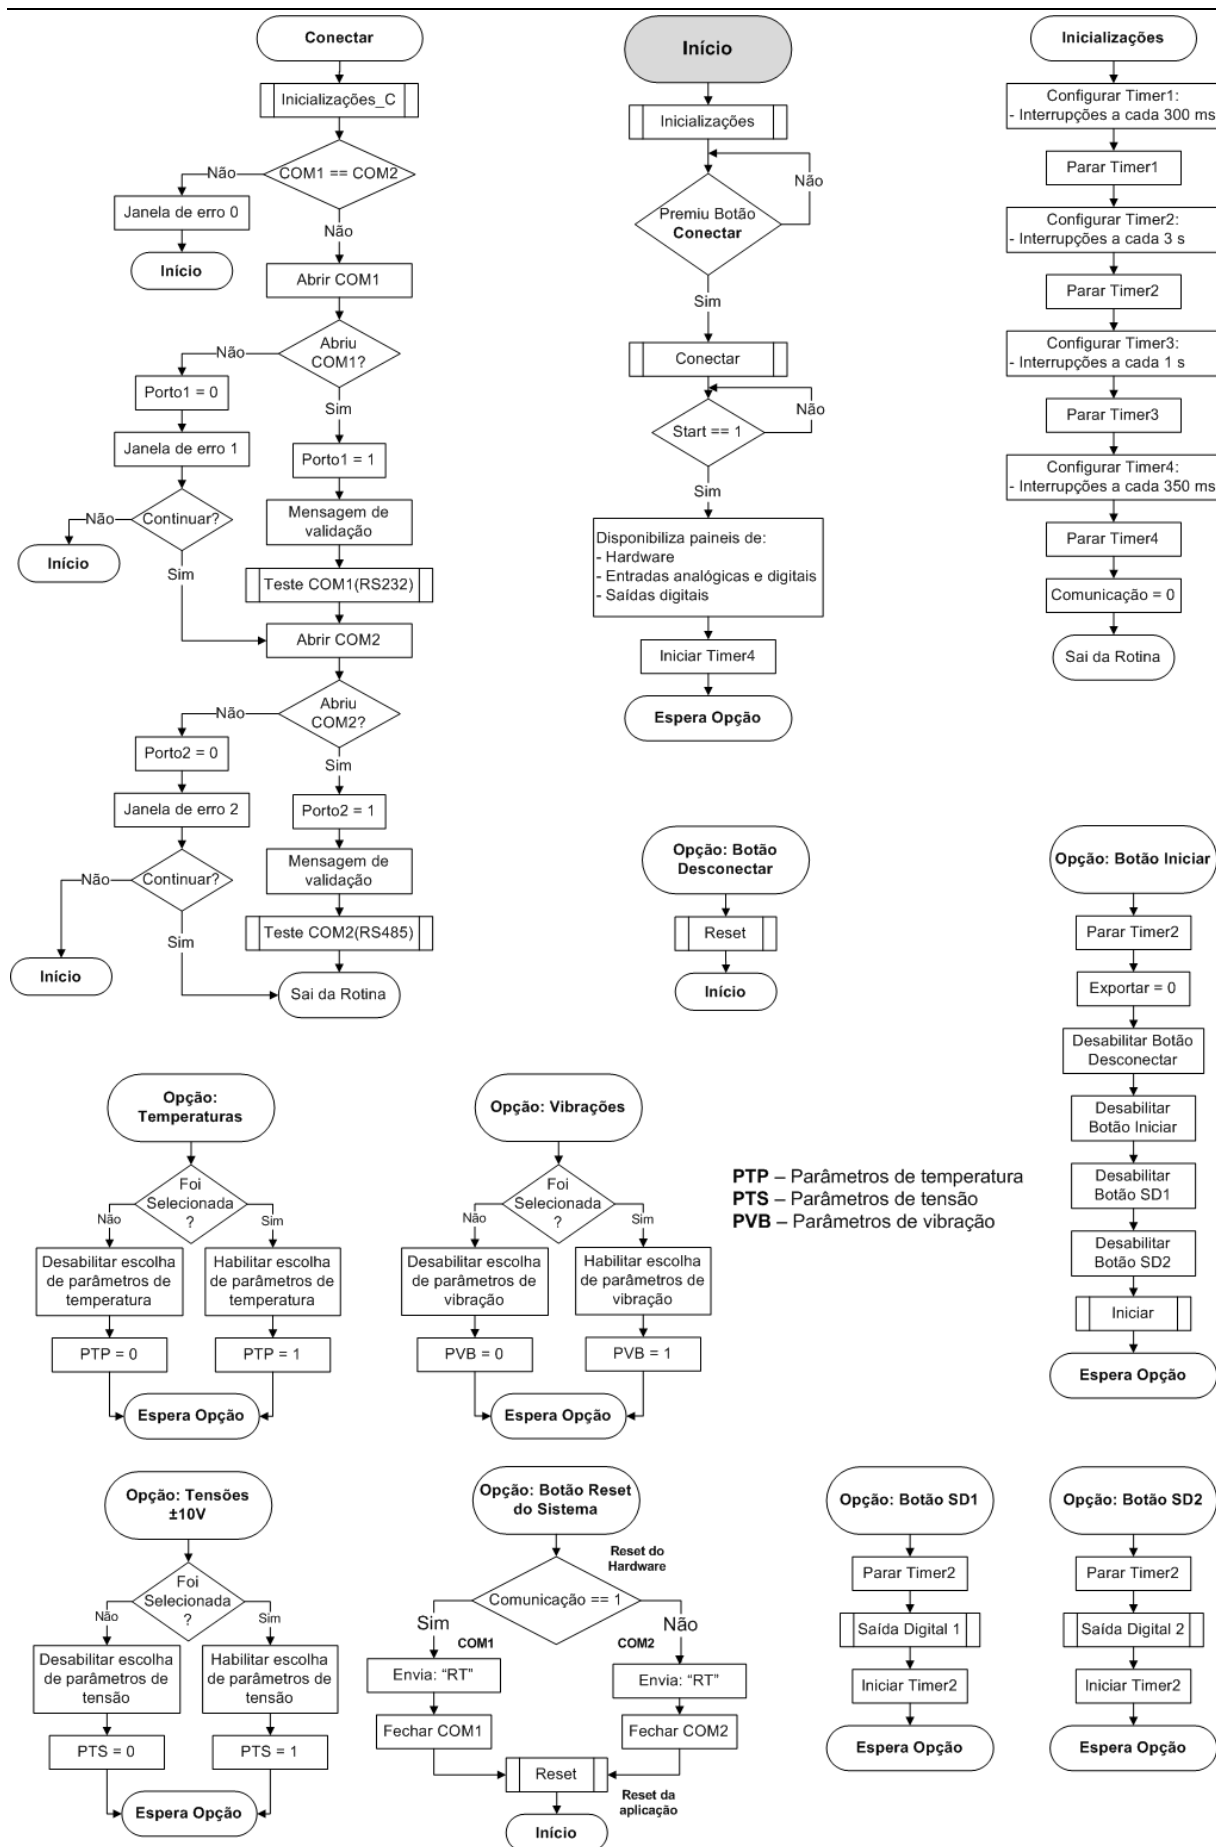 Conectar
Inicializações_C
COM1 == COM2
Não
Janela de erro 0
Início
Não
Abrir COM1
Abriu
COM1?
Não
Porto1 = 0
Janela de erro 1
Sim
Porto1 = 1
Continuar?
Não
Início
Sim
Mensagem de
validação
Teste COM1(RS232)
Abrir COM2
Abriu
COM2?
Não
Porto2 = 0
Janela de erro 2
Sim
Porto2 = 1
Continuar?
Não
Início
Sim
Mensagem de
validação
Teste COM2(RS485)
Sai da Rotina
Início
Inicializações
Não
Premiu Botão
Conectar
Sim
Conectar
Não
Start == 1
Sim
Disponibiliza paineis de:
- Hardware
- Entradas analógicas e digitais
- Saídas digitais
Iniciar Timer4
Espera Opção
Inicializações
Configurar Timer1:
- Interrupções a cada 300 ms
Parar Timer1
Configurar Timer2:
- Interrupções a cada 3 s
Parar Timer2
Configurar Timer3:
- Interrupções a cada 1 s
Parar Timer3
Configurar Timer4:
- Interrupções a cada 350 ms
Parar Timer4
Comunicação = 0
Sai da Rotina
Opção: Botão
Desconectar
Reset
Início
Opção: Botão Iniciar
Parar Timer2
Exportar = 0
Desabilitar Botão
Desconectar
Desabilitar
Botão Iniciar
Desabilitar
Botão SD1
Desabilitar
Botão SD2
Iniciar
Espera Opção
Opção:
Temperaturas
Foi
Selecionada
?
Não
Sim
Desabilitar escolha
de parâmetros de
temperatura
Habilitar escolha
de parâmetros de
temperatura
PTP = 0
PTP = 1
Espera Opção
Opção: Vibrações
Foi
Selecionada
?
Não
Sim
Desabilitar escolha
de parâmetros de
vibração
Habilitar escolha
de parâmetros de
vibração
PVB = 0
PVB = 1
Espera Opção
PTP – Parâmetros de temperatura
PTS – Parâmetros de tensão
PVB – Parâmetros de vibração
Opção: Tensões
±10V
Foi
Selecionada
?
Não
Sim
Desabilitar escolha
de parâmetros de
tensão
Habilitar escolha
de parâmetros de
tensão
PTS = 0
PTS = 1
Espera Opção
Opção: Botão Reset
do Sistema
Reset do
Hardware
Comunicação == 1
Sim
Não
COM1
COM2
Envia: “RT”
Envia: “RT”
Fechar COM1
Fechar COM2
Reset
Reset da
aplicação
Início
Opção: Botão SD1
Parar Timer2
Saída Digital 1
Iniciar Timer2
Espera Opção
Opção: Botão SD2
Parar Timer2
Saída Digital 2
Iniciar Timer2
Espera Opção